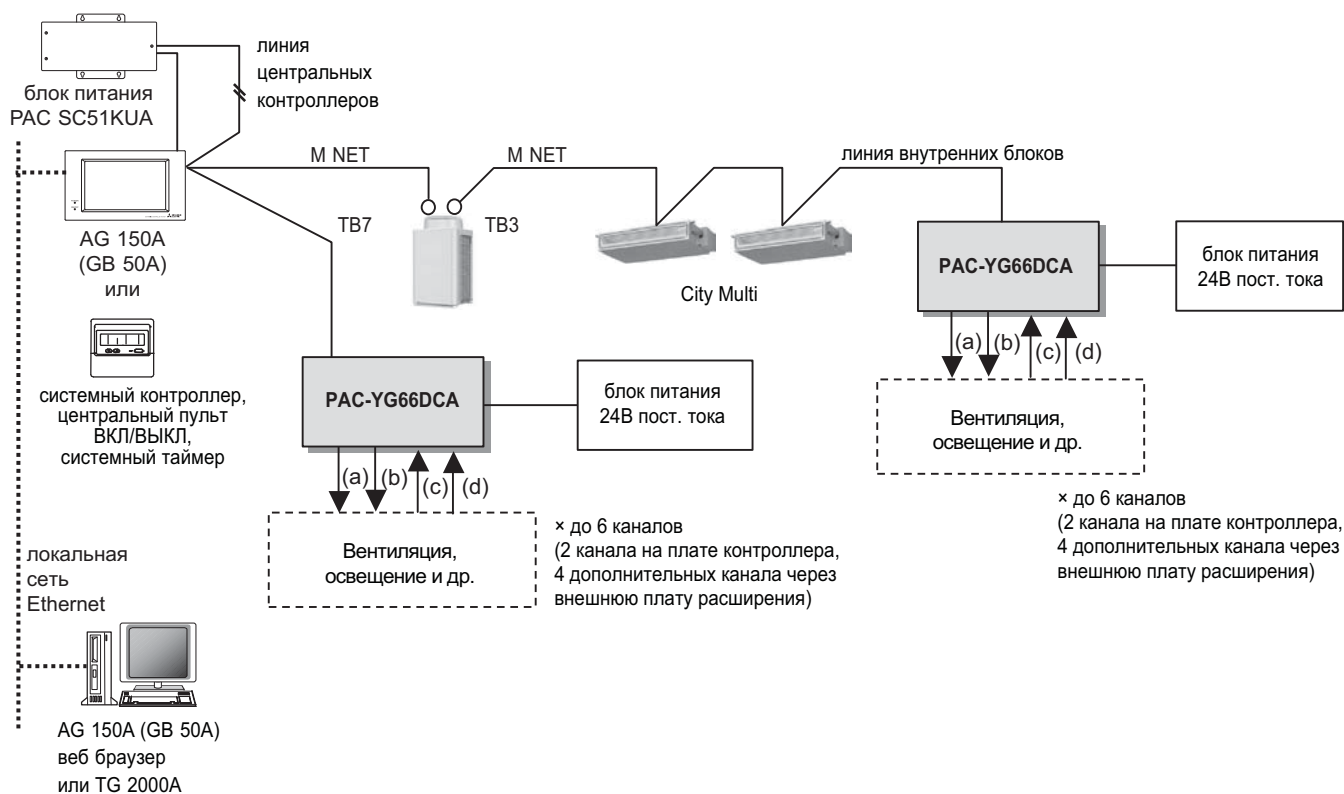 блок питания
PAC SC51KUA
линия
центральных
контроллеров
M NET
M NET
линия внутренних блоков
TB7
TB3
AG 150A
(GB 50A)
или
City Multi
PAC-YG66DCA
блок питания
24В пост. тока
(a)
(b)
(c)
(d)
Вентиляция,
освещение и др.
× до 6 каналов
(2 канала на плате контроллера,
4 дополнительных канала через
внешнюю плату расширения)
системный контроллер,
центральный пульт
ВКЛ/ВЫКЛ,
системный таймер
PAC-YG66DCA
блок питания
24В пост. тока
(a)
(b)
(c)
(d)
Вентиляция,
освещение и др.
× до 6 каналов
(2 канала на плате контроллера,
4 дополнительных канала через
внешнюю плату расширения)
локальная
сеть
Ethernet
AG 150A (GB 50A)
веб браузер
или TG 2000A